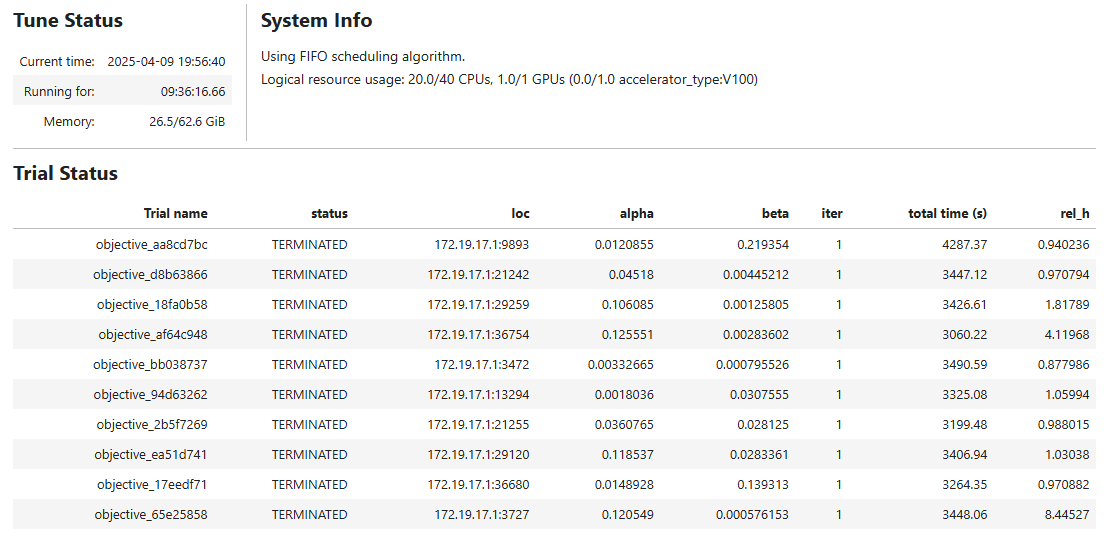 Tune Status
Current time: 2025-04-09 19:56:40
Running for: 09:36:16.66
Memory: 26.5/62.6 GiB
System Info
Using FIFO scheduling algorithm.
Logical resource usage: 20.0/40 CPUs, 1.0/1 GPUs (0.0/1.0 accelerator_type:V100)
Trial Status
Trial name status loc alpha beta iter total time (s) rel_h
objective_aa8cd7bc TERMINATED 172.19.17.1:9893 0.0120855 0.219354 1 4287.37 0.940236
objective_d8b63866 TERMINATED 172.19.17.1:21242 0.04518 0.00445212 1 3447.12 0.970794
objective_18fa0b58 TERMINATED 172.19.17.1:29259 0.106085 0.00125805 1 3426.61 1.81789
objective_af64c948 TERMINATED 172.19.17.1:36754 0.125551 0.00283602 1 3060.22 4.11968
objective_bb038737 TERMINATED 172.19.17.1:3472 0.00332665 0.000795526 1 3490.59 0.877986
objective_94d63262 TERMINATED 172.19.17.1:13294 0.0018036 0.0307555 1 3325.08 1.05994
objective_2b5f7269 TERMINATED 172.19.17.1:21255 0.0360765 0.028125 1 3199.48 0.988015
objective_ea51d741 TERMINATED 172.19.17.1:29120 0.118537 0.0283361 1 3406.94 1.03038
objective_17eedf71 TERMINATED 172.19.17.1:36680 0.0148928 0.139313 1 3264.35 0.970882
objective_65e25858 TERMINATED 172.19.17.1:3727 0.120549 0.000576153 1 3448.06 8.44527